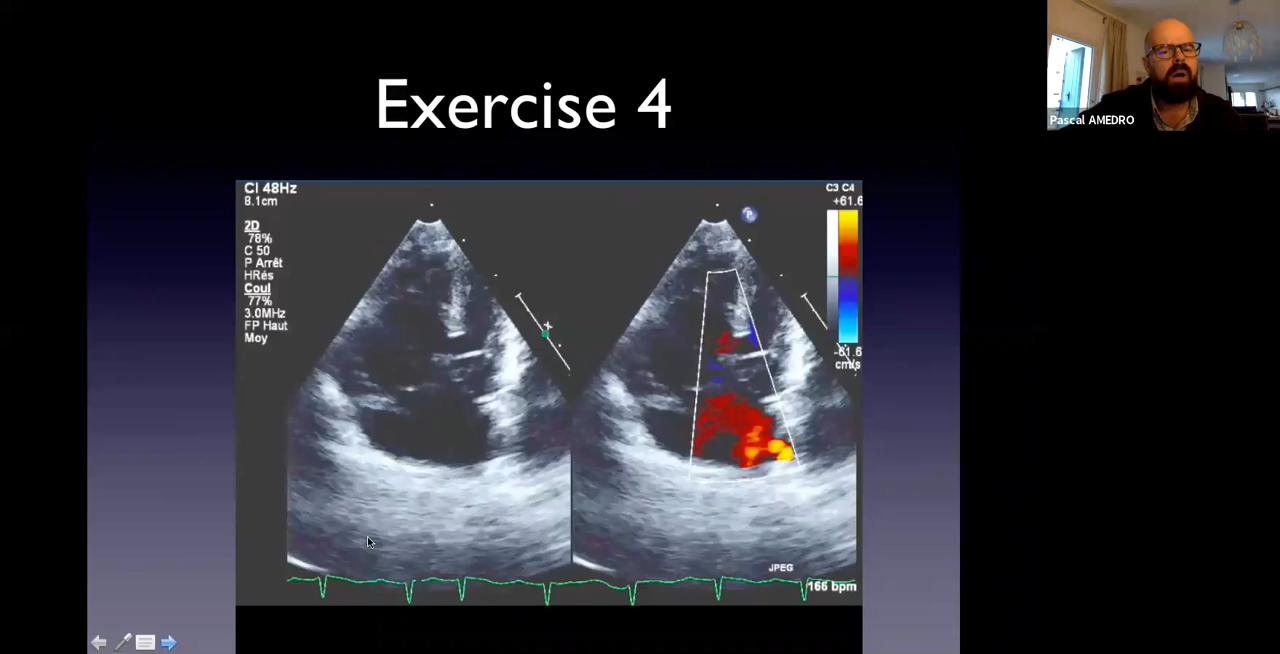 Exercise 4
Pascal AMEDRO
CI 48Hz
8.1cm
2D
78%
C 50
P Arrêt
HRés
Coul
77%
3.0MHz
FP Haut
Moy
P
C3 C4
+61.6
-61.6
cm/s
JPEG
166 bpm